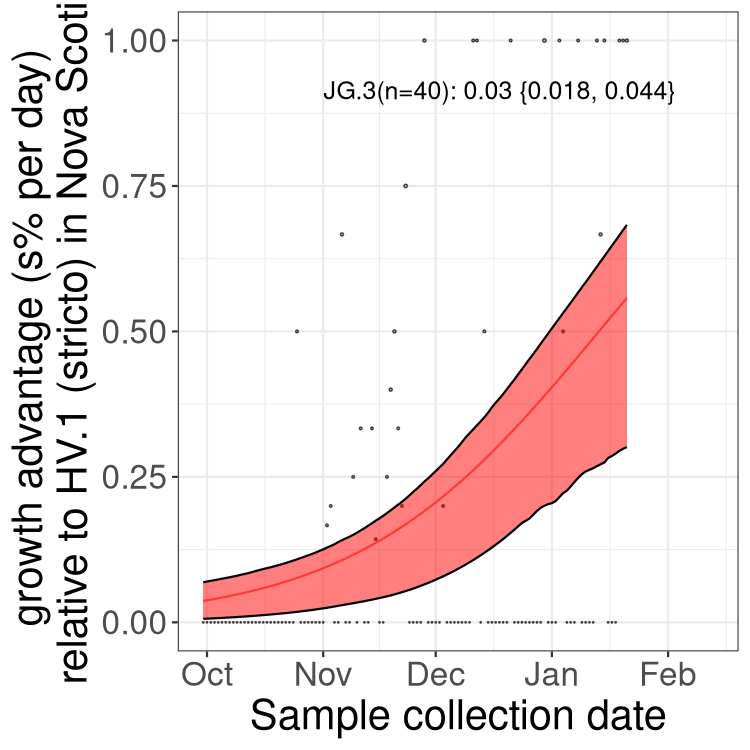 growth advantage (s% per day)
relative to HV.1 (stricto) in Nova Scoti
1.00
0.75
0.50
0.25
0.00
JG.3(n=40): 0.03 {0.018, 0.044}
Oct Nov Dec Jan Feb
Sample collection date